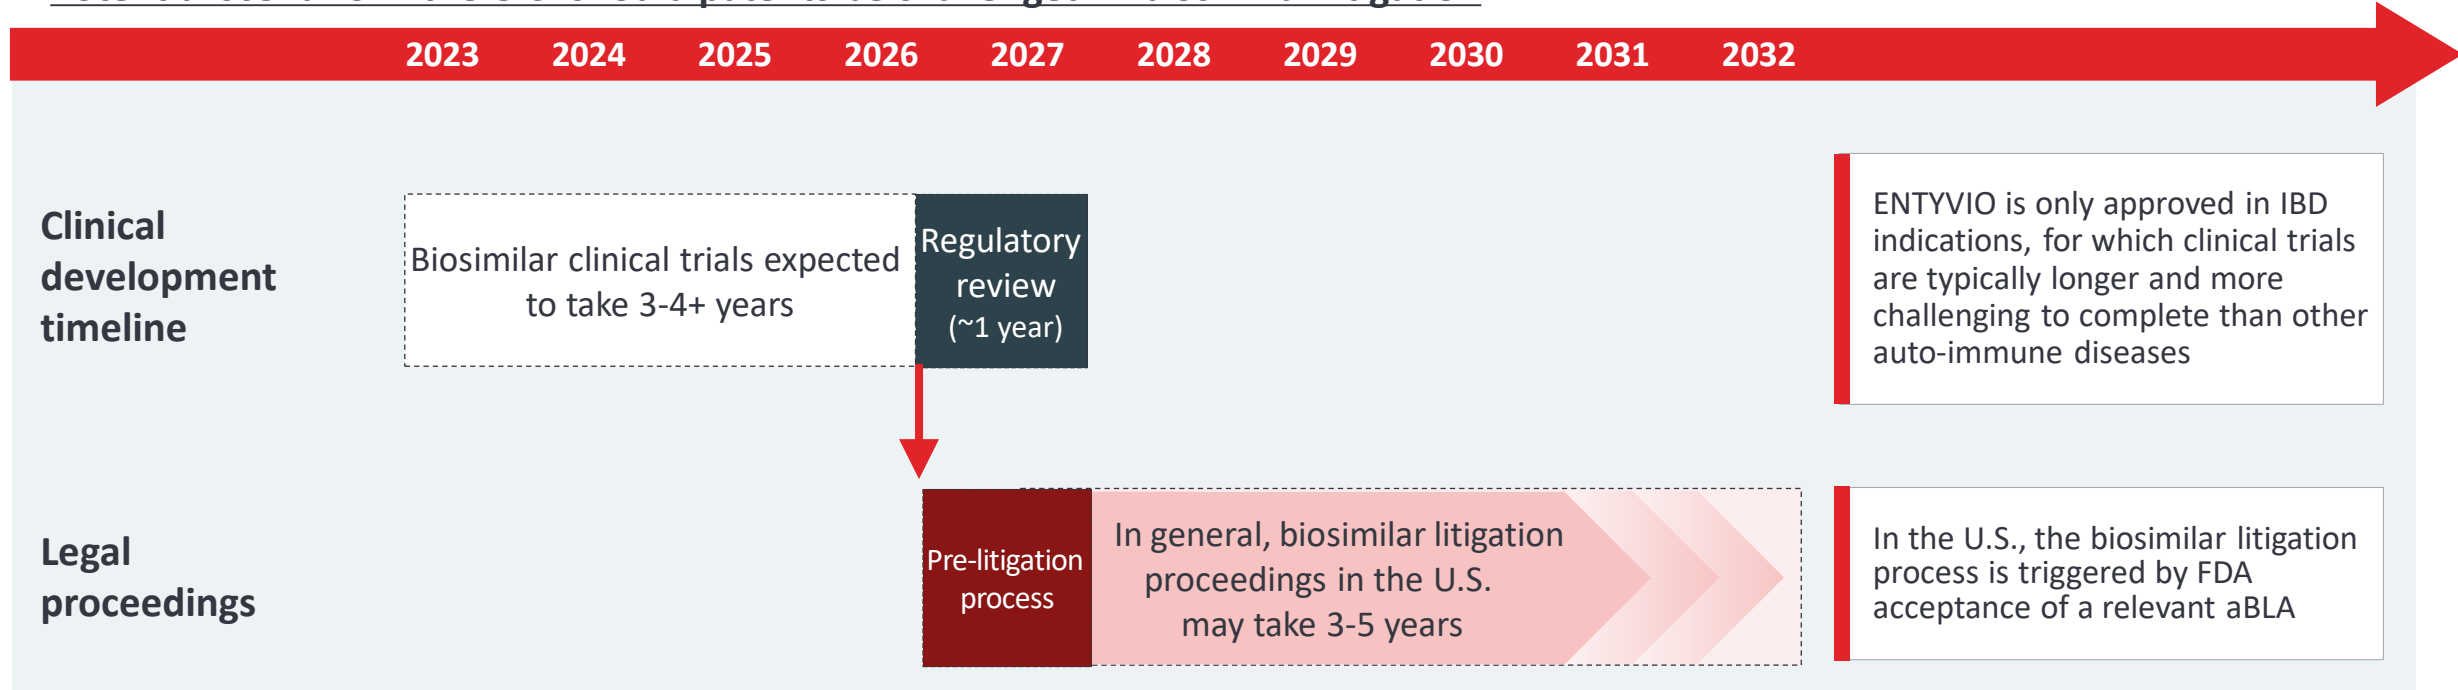 2023 2024 2025 2026 2027 2028 2029 2030 2031 2032
Clinical
development
timeline
Biosimilar clinical trials expected
to take 3-4+ years
Regulatory
review
(~1 year)
ENTYVIO is only approved in IBD
indications, for which clinical trials
are typically longer and more
challenging to complete than other
auto-immune diseases
Legal
proceedings
Pre-litigation
process
In general, biosimilar litigation
proceedings in the U.S.
may take 3-5 years
In the U.S., the biosimilar litigation
process is triggered by FDA
acceptance of a relevant aBLA